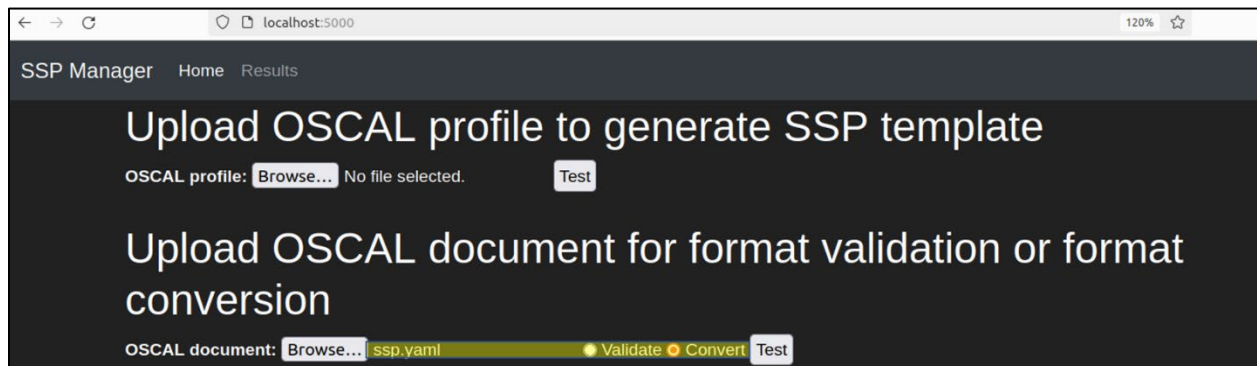 localhost:5000 120%
SSP Manager Home Results
Upload OSCAL profile to generate SSP template
OSCAL profile: Browse... No file selected. Test
Upload OSCAL document for format validation or format
conversion
OSCAL document: Browse... ssp.yaml Validate Convert Test